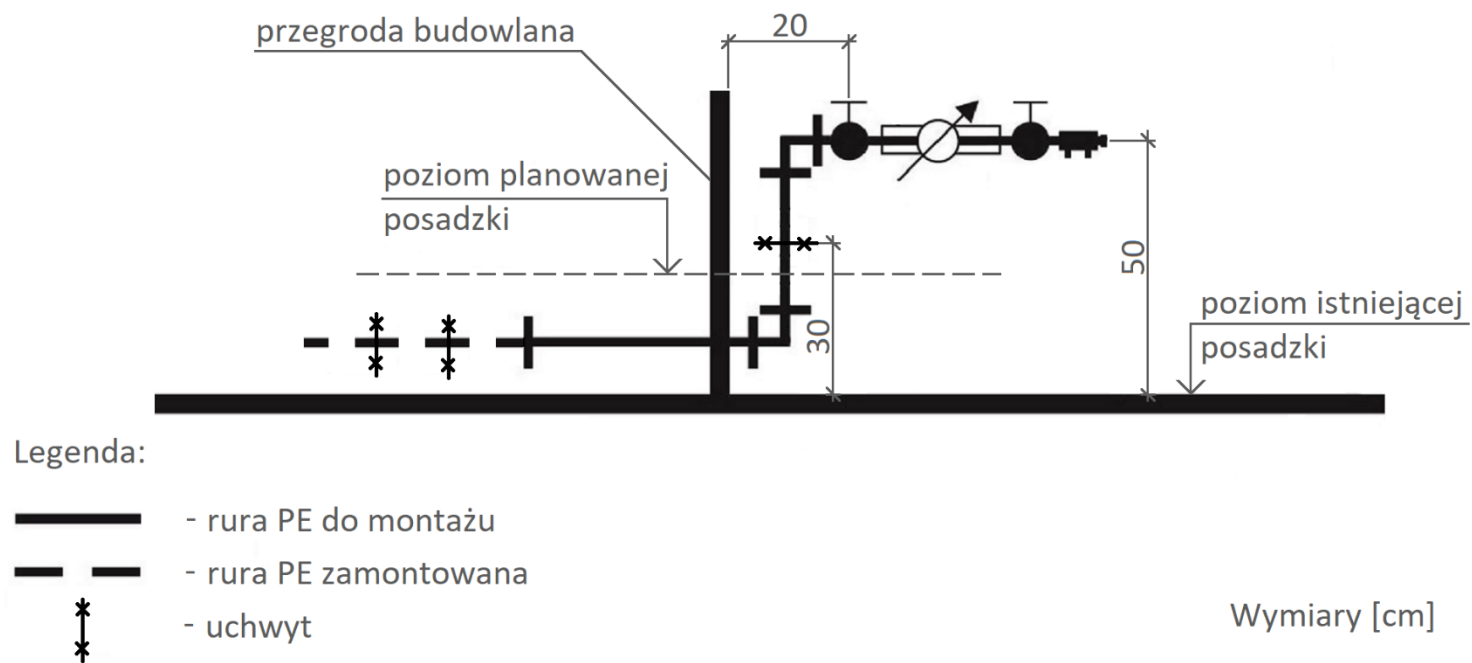 przegroda budowlana
20
poziom planowanej
posadzki
50
30
poziom istniejącej
posadzki
Legenda:
- rura PE do montażu
- rura PE zamontowana
- uchwyt
Wymiary [cm]